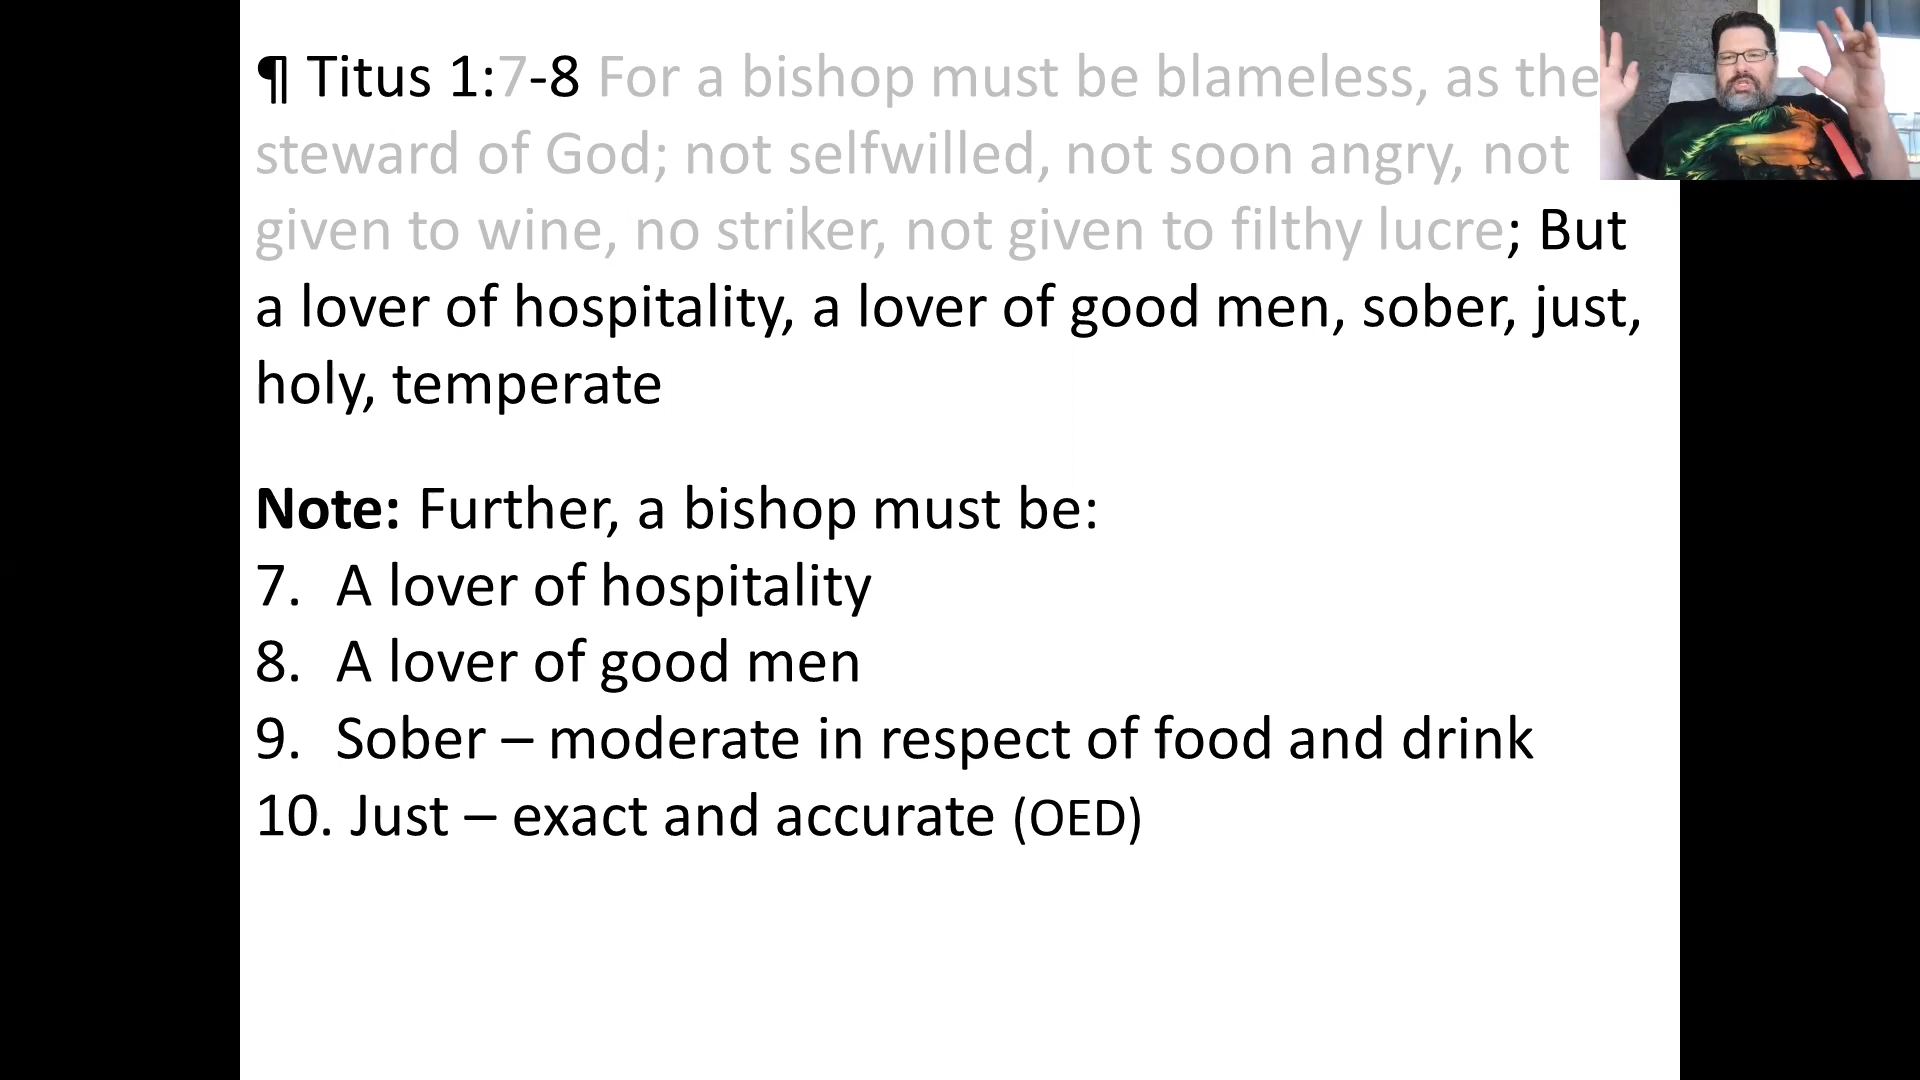 ¶ Titus 1:7-8 For a bishop must be blameless, as the
steward of God; not selfwilled, not soon angry, not
given to wine, no striker, not given to filthy lucre; But
a lover of hospitality, a lover of good men, sober, just,
holy, temperate
Note: Further, a bishop must be:
7. A lover of hospitality
8. A lover of good men
9. Sober – moderate in respect of food and drink
10. Just – exact and accurate (OED)